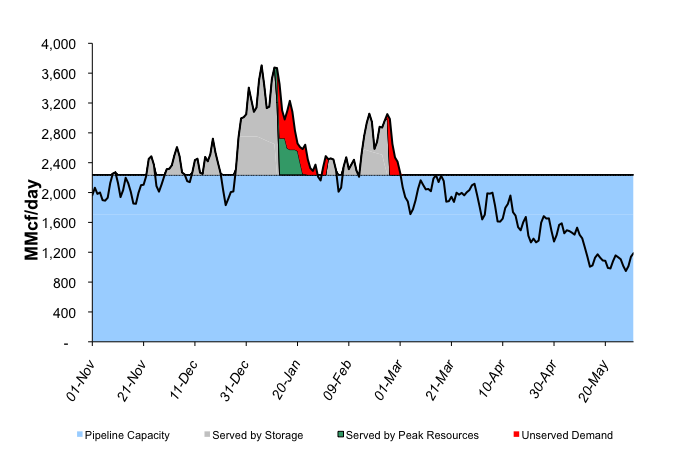 4,000
3,600
3,200
2,800
2,400
2,000
1,600
1,200
800
400
-
MMcf/day
01-Nov
21-Nov
11-Dec
31-Dec
20-Jan
09-Feb
01-Mar
21-Mar
10-Apr
30-Apr
20-May
Pipeline Capacity
Served by Storage
Served by Peak Resources
Unserved Demand